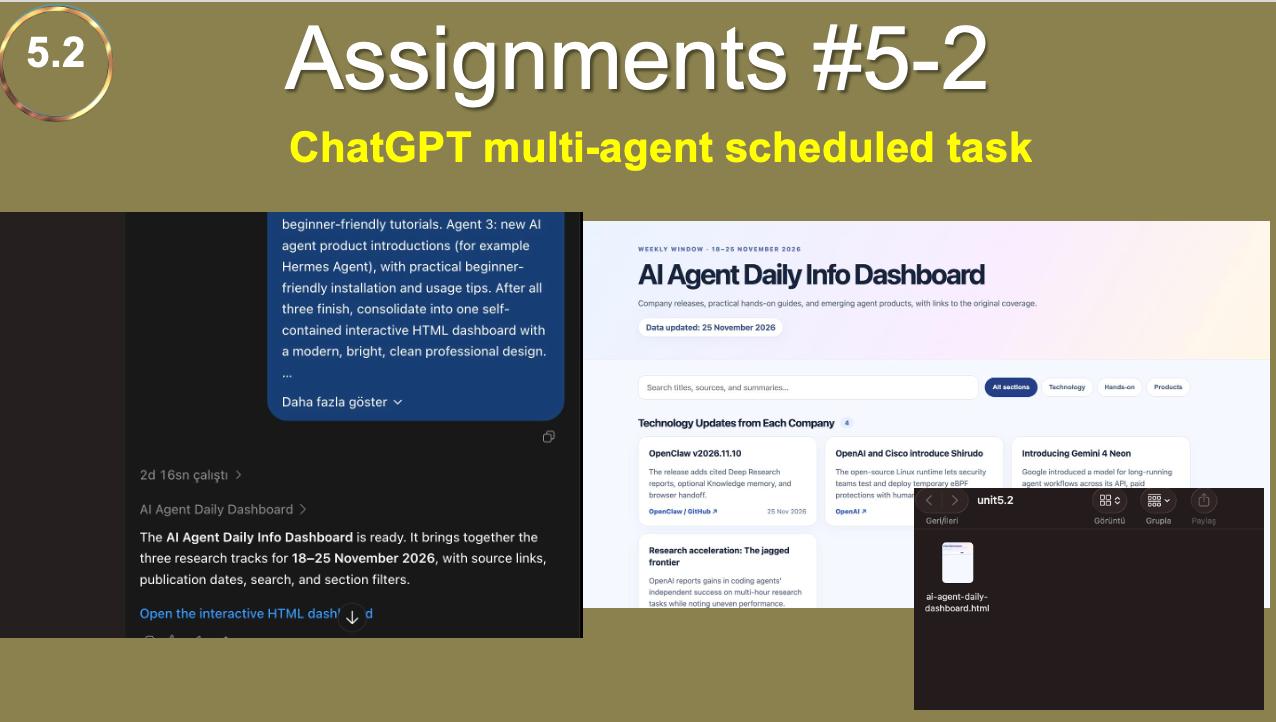 5.2
Assignments #5-2
ChatGPT multi-agent scheduled task
beginner-friendly tutorials. Agent 3: new AI
agent product introductions (for example
Hermes Agent), with practical beginner-
friendly installation and usage tips. After all
three finish, consolidate into one self-
contained interactive HTML dashboard with
a modern, bright, clean professional design.
...
Daha fazla göster
2d 16sn çalıştı
AI Agent Daily Dashboard
The AI Agent Daily Info Dashboard is ready. It brings together the
three research tracks for 18–25 November 2026, with source links,
publication dates, search, and section filters.
Open the interactive HTML
WEEKLY WINDOW · 18–25 NOVEMBER 2026
AI Agent Daily Info Dashboard
Company releases, practical hands-on guides, and emerging agent products, with links to the original coverage.
Data updated: 25 November 2026
Search titles, sources, and summaries...
All sections
Technology
Hands-on
Products
Technology Updates from Each Company 4
OpenClaw v2026.11.10
The release adds cited Deep Research
reports, optional Knowledge memory, and
browser handoff.
OpenClaw / GitHub ↗ 25 Nov 2026
OpenAI and Cisco introduce Shirudo
The open-source Linux runtime lets security
teams test and deploy temporary eBPF
protections with human
OpenAI ↗
Introducing Gemini 4 Neon
Google introduced a model for long-running
agent workflows across its API, paid
Research acceleration: The jagged
frontier
OpenAI reports gains in coding agents'
independent success on multi-hour research
tasks while noting uneven performance.
unit5.2
Geri/İleri
Görüntü
Grupla
Paylaş
ai-agent-daily-
dashboard.html